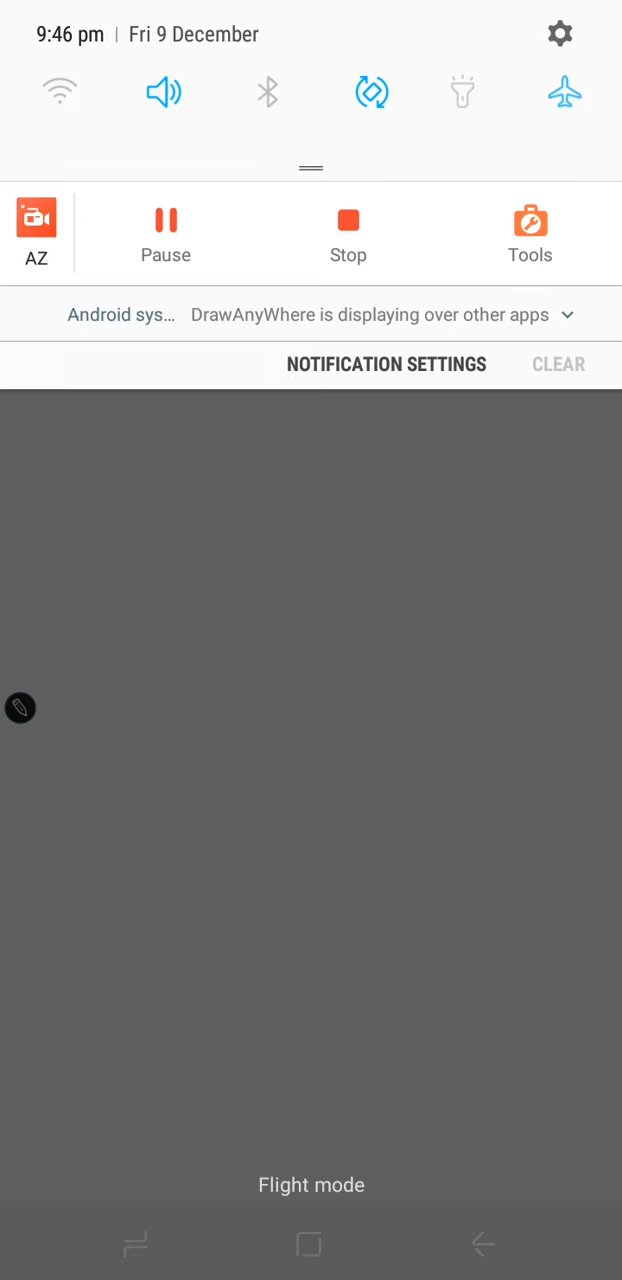 9:46 pm | Fri 9 December
AZ
Pause
Stop
Tools
Android sys... DrawAnyWhere is displaying over other apps
NOTIFICATION SETTINGS CLEAR
Flight mode